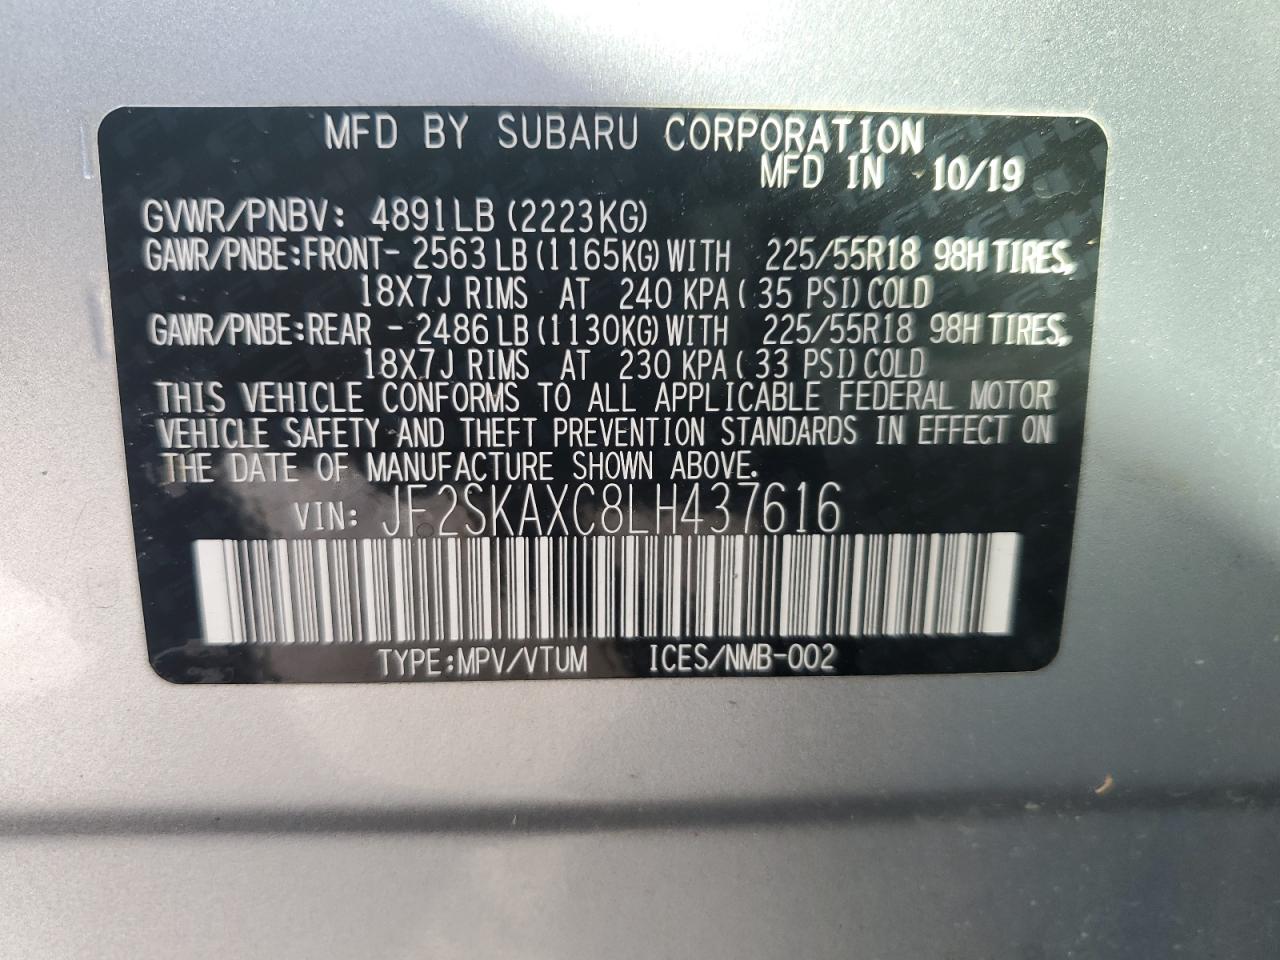 MFD BY SUBARU CORPORATION
MFD IN 10/19
GVWR/PNBV: 4891LB (2223KG)
GAWR/PNBE:FRONT- 2563 LB (1165KG) WITH 225/55R18 98H TIRES,
18X7J RIMS AT 240 KPA ( 35 PSI) COLD
GAWR/PNBE:REAR - 2486 LB (1130KG) WITH 225/55R18 98H TIRES,
18X7J RIMS AT 230 KPA ( 33 PSI) COLD
THIS VEHICLE CONFORMS TO ALL APPLICABLE FEDERAL MOTOR
VEHICLE SAFETY AND THEFT PREVENTION STANDARDS IN EFFECT ON
THE DATE OF MANUFACTURE SHOWN ABOVE.
VIN: JF2SKAXC8LH437616
TYPE:MPV/VTUM ICES/NMB-002